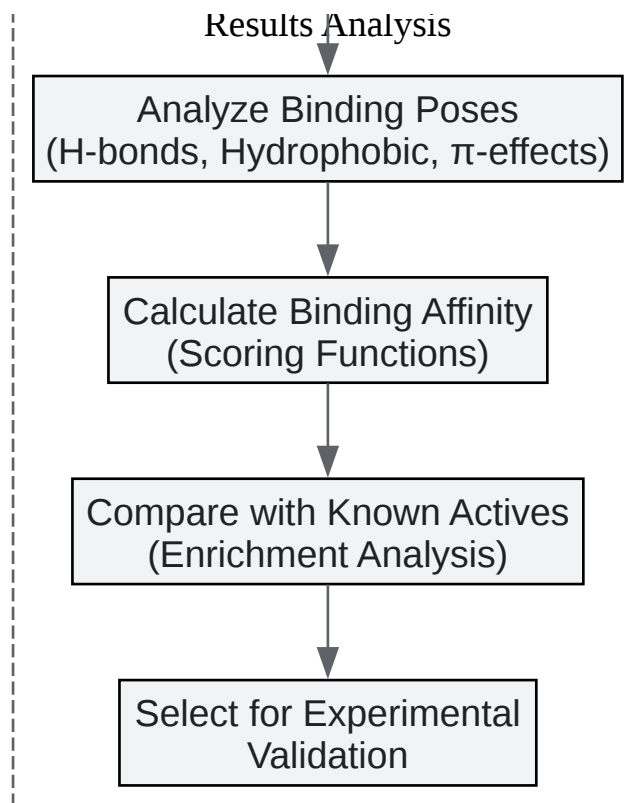 Results Analysis
Analyze Binding Poses
(H-bonds, Hydrophobic, π-effects)
Calculate Binding Affinity
(Scoring Functions)
Compare with Known Actives
(Enrichment Analysis)
Select for Experimental
Validation